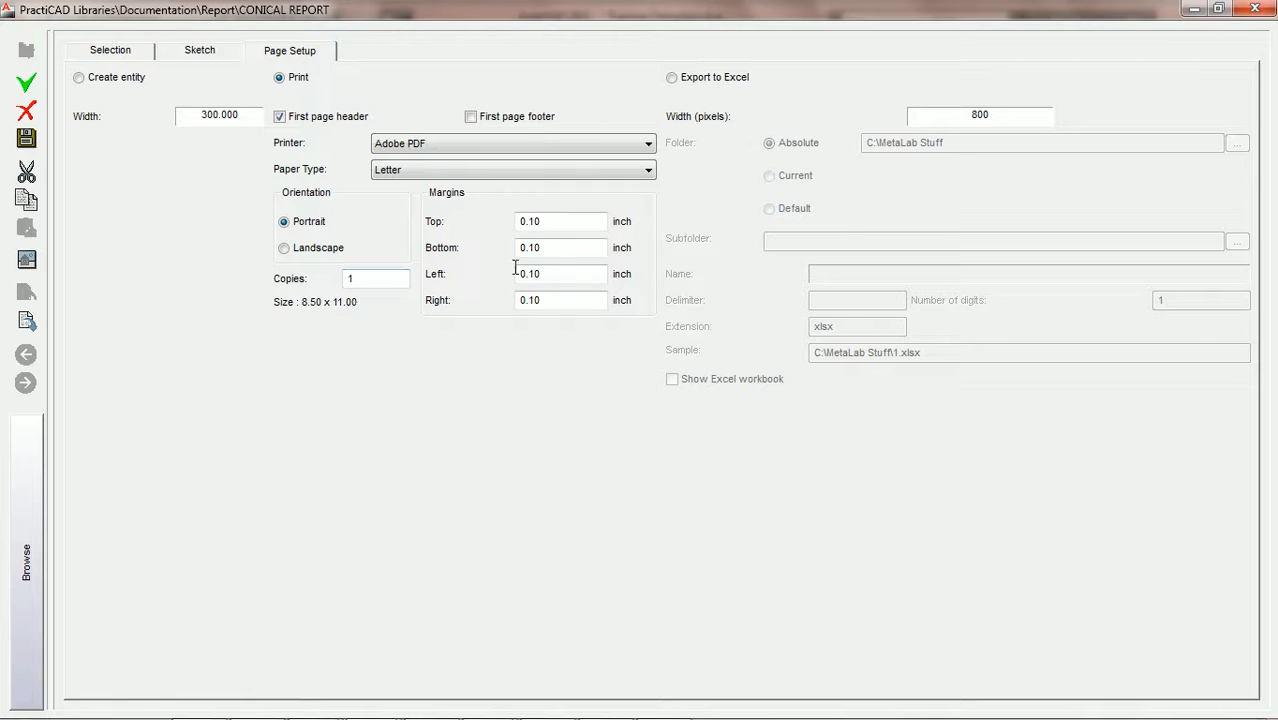 PractiCAD Libraries\Documentation\Report\CONICAL REPORT
Selection
Sketch
Page Setup
Create entity
Print
Export to Excel
Width: 300.000
First page header
First page footer
Width (pixels): 800
Printer: Adobe PDF
Folder: Absolute C:\MetaLab Stuff ...
Paper Type: Letter
Current
Orientation
Margins
Default
Portrait
Top: 0.10 inch
Subfolder: ...
Landscape
Bottom: 0.10 inch
Copies: 1
Left: 0.10 inch
Name:
Size : 8.50 x 11.00
Right: 0.10 inch
Delimiter:
Number of digits: 1
Extension: xlsx
Sample: C:\MetaLab Stuff\1.xlsx
Show Excel workbook
Browse